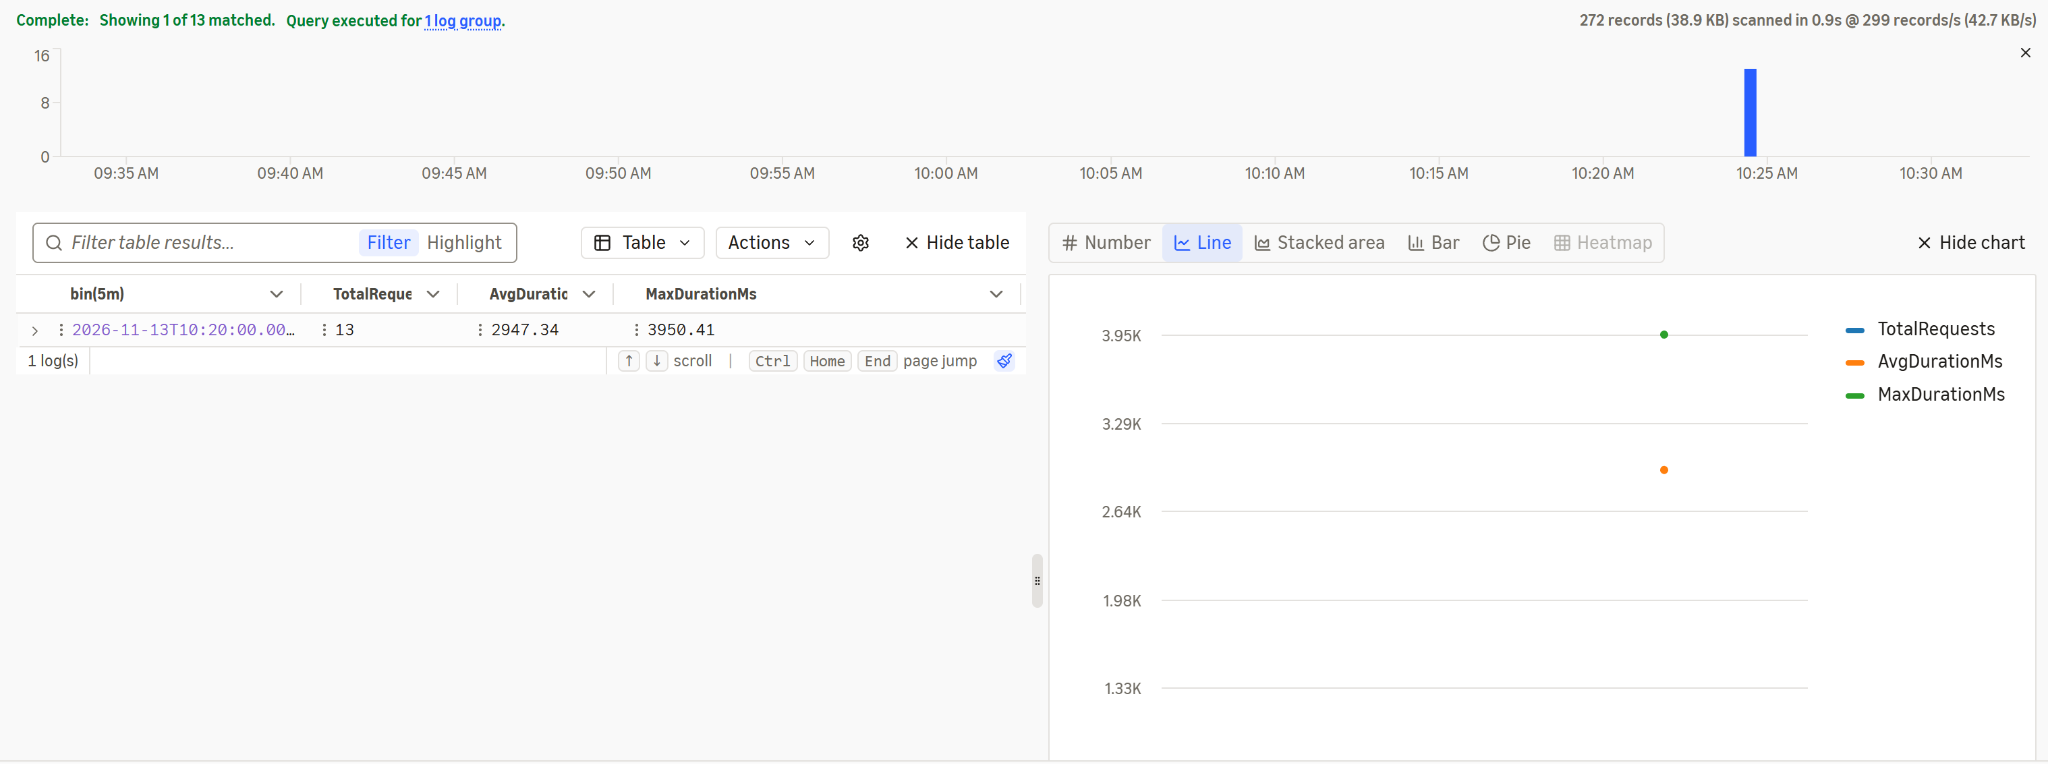 Complete: Showing 1 of 13 matched. Query executed for 1 log group.
272 records (38.9 KB) scanned in 0.9s @ 299 records/s (42.7 KB/s)
16
8
0
09:35 AM 09:40 AM 09:45 AM 09:50 AM 09:55 AM 10:00 AM 10:05 AM 10:10 AM 10:15 AM 10:20 AM 10:25 AM 10:30 AM
Filter table results... Filter Highlight Table Actions Hide table
bin(5m) TotalReque AvgDuratic MaxDurationMs
2026-11-13T10:20:00.00… 13 2947.34 3950.41
1 log(s) ↑ ↓ scroll | Ctrl Home End page jump
# Number Line Stacked area Bar Pie Heatmap Hide chart
3.95K
3.29K
2.64K
1.98K
1.33K
TotalRequests
AvgDurationMs
MaxDurationMs